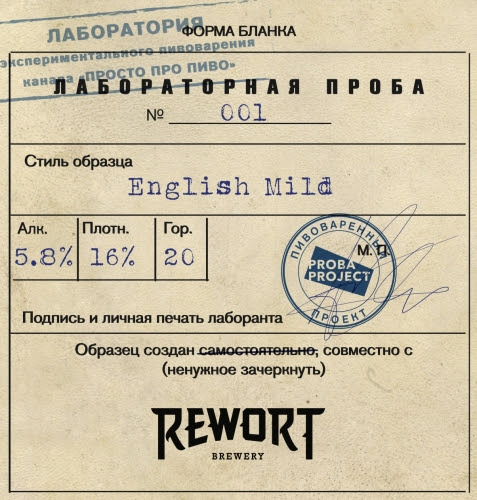 ЛАБОРАТОРИЯ
экспериментального пивоварения
канала «ПРОСТО ПРО ПИВО»
ФОРМА БЛАНКА
ЛАБОРАТОРНАЯ ПРОБА
№ 001
Стиль образца
English Mild
Алк. Плотн. Гор.
5.8% 16% 20
ПИВОВАРЕННЫЙ
М. П.
PROBA
PROJECT
ПРОЕКТ
Подпись и личная печать лаборанта
Образец создан самостоятельно, совместно с
(ненужное зачеркнуть)
REWORT
BREWERY